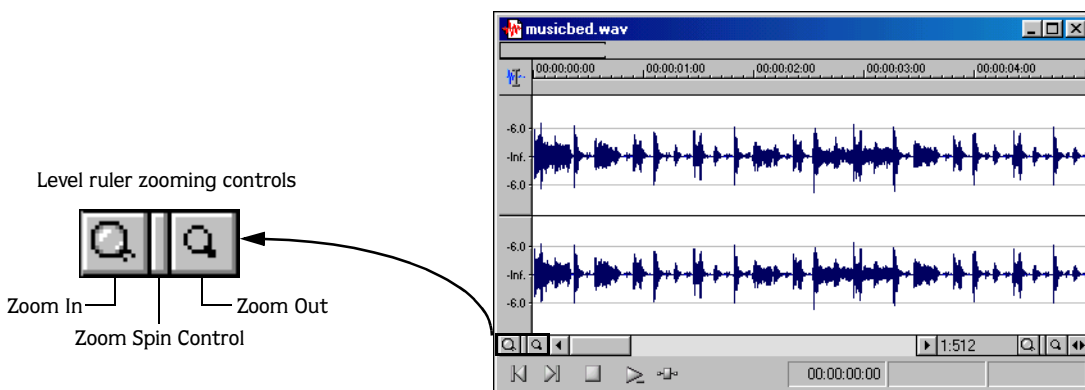 musicbed.wav
00:00:00:00 00:00:01:00 00:00:02:00 00:00:03:00 00:00:04:00
-6.0
-Inf.
-6.0
-6.0
-Inf.
-6.0
1:512
00:00:00:00
Level ruler zooming controls
Zoom In
Zoom Out
Zoom Spin Control